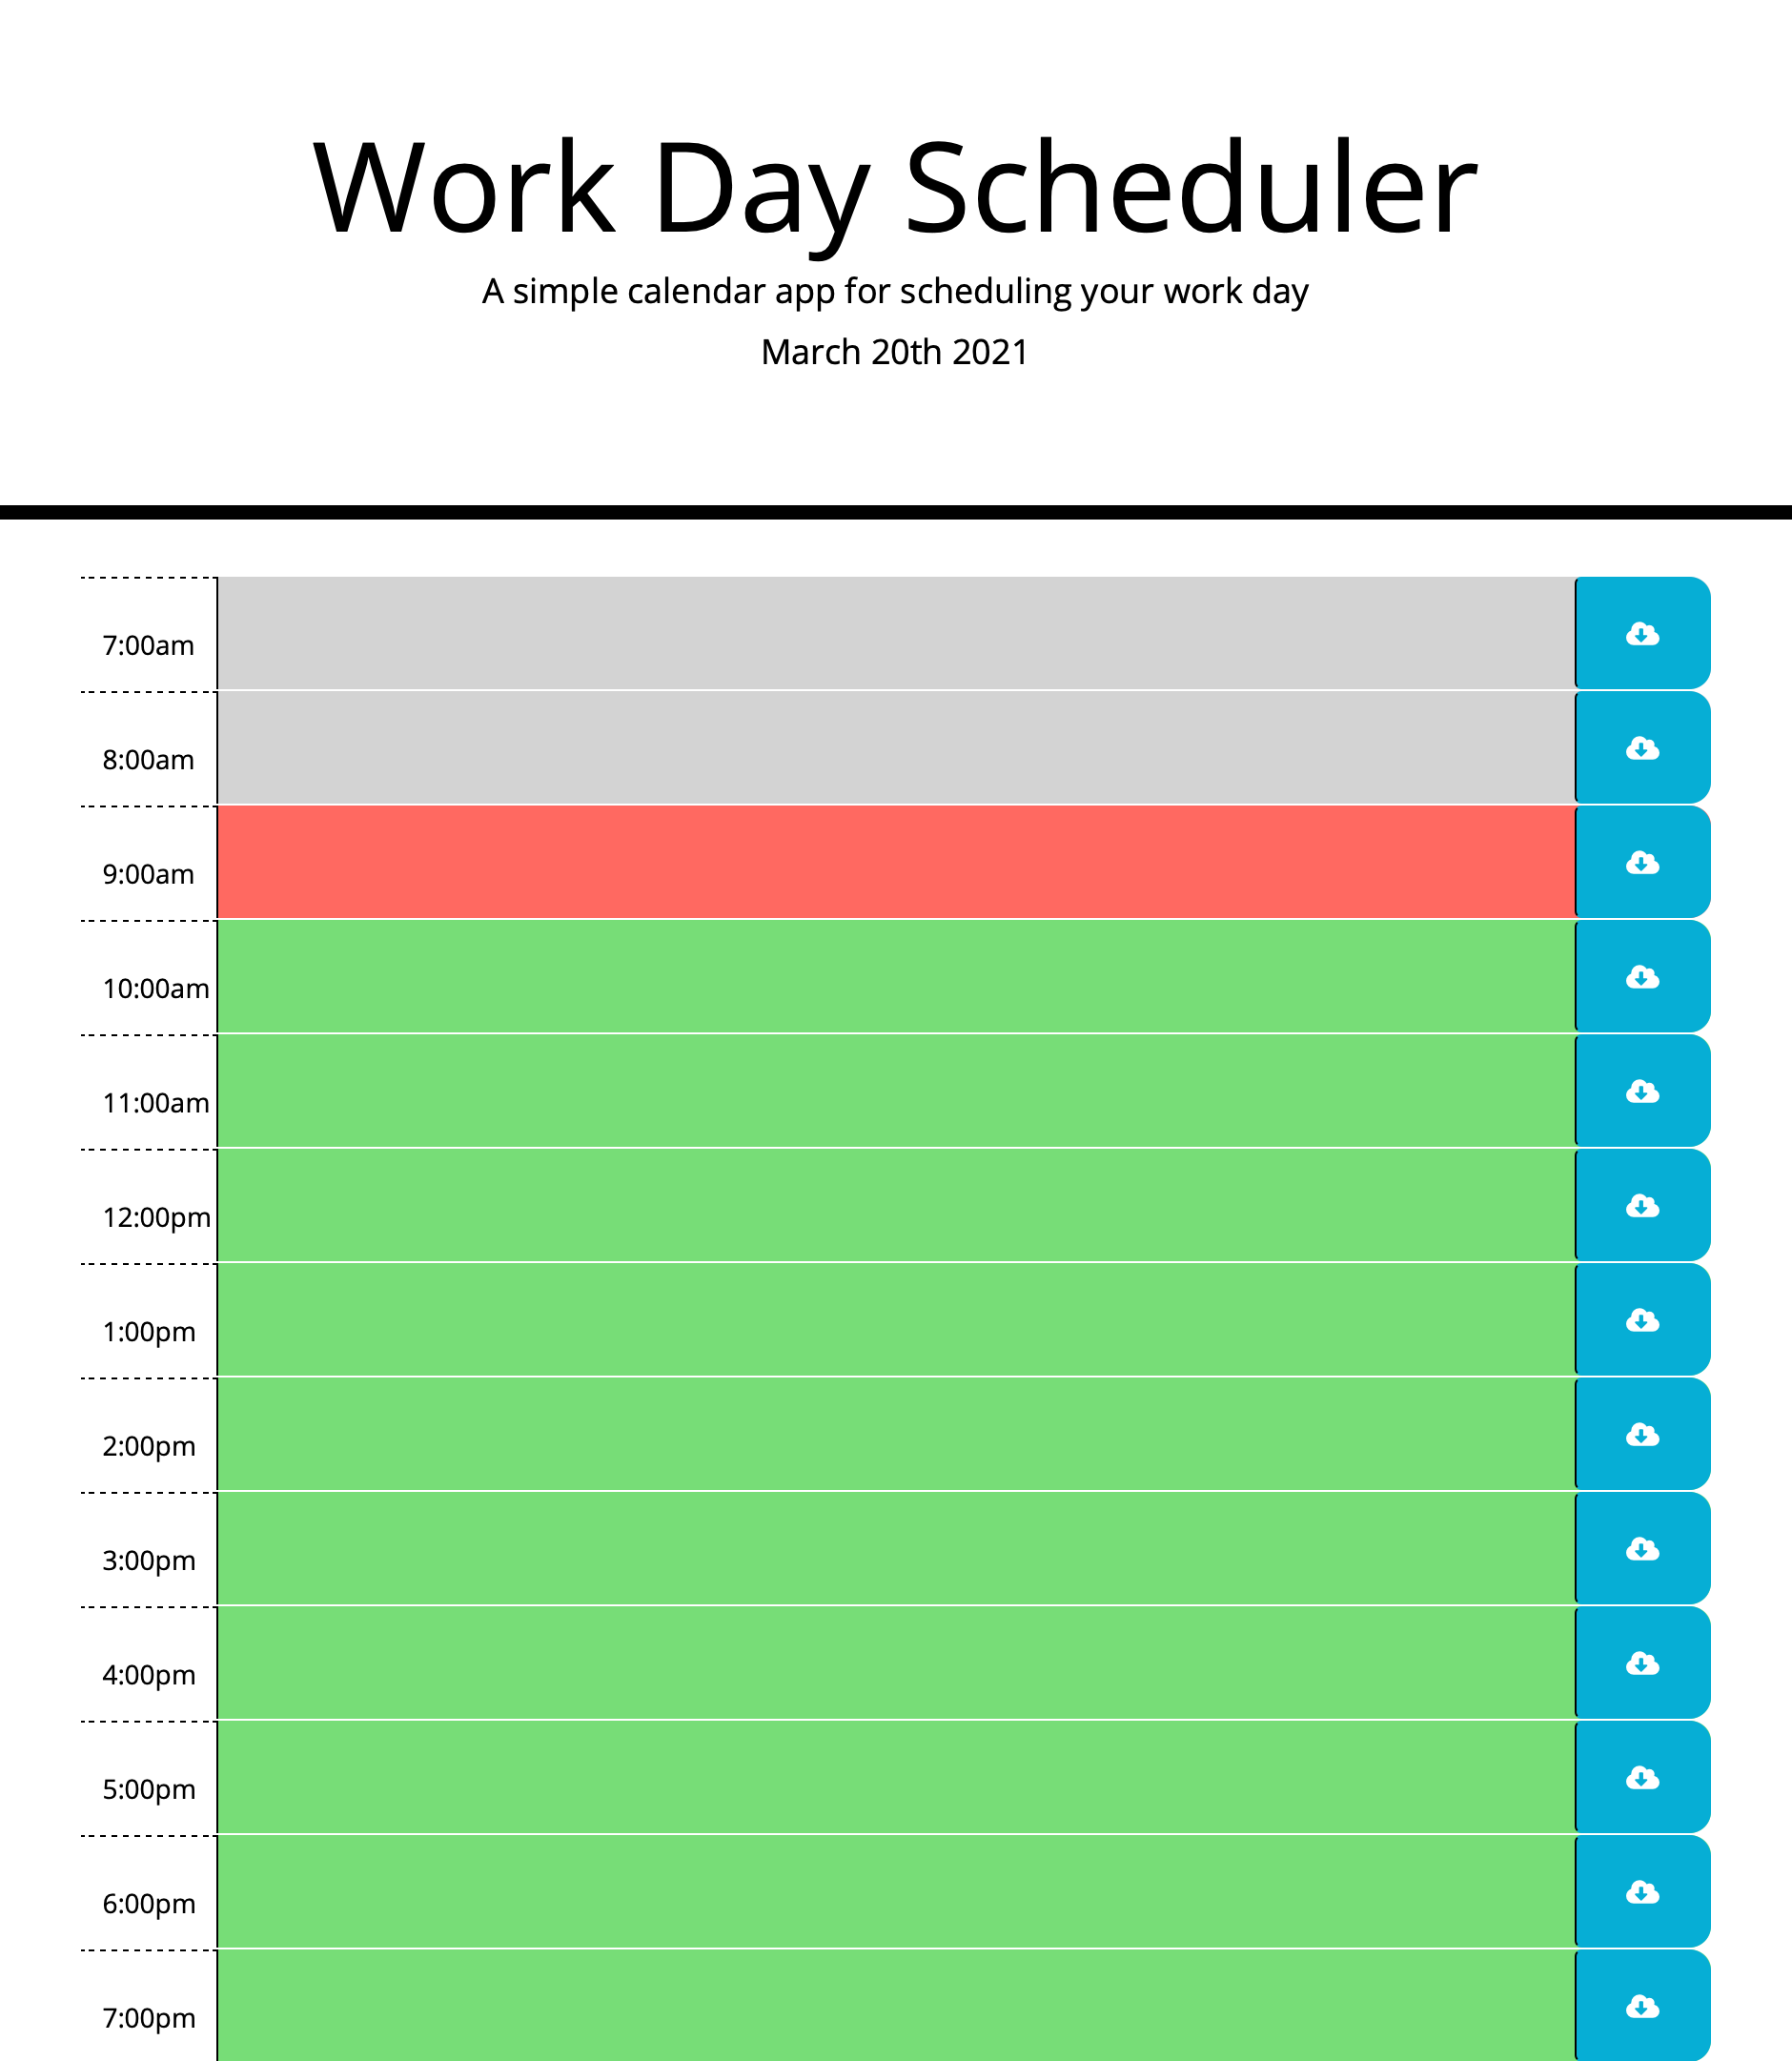 Work Day Scheduler
A simple calendar app for scheduling your work day
March 20th 2021
7:00am
8:00am
9:00am
10:00am
11:00am
12:00pm
1:00pm
2:00pm
3:00pm
4:00pm
5:00pm
6:00pm
7:00pm